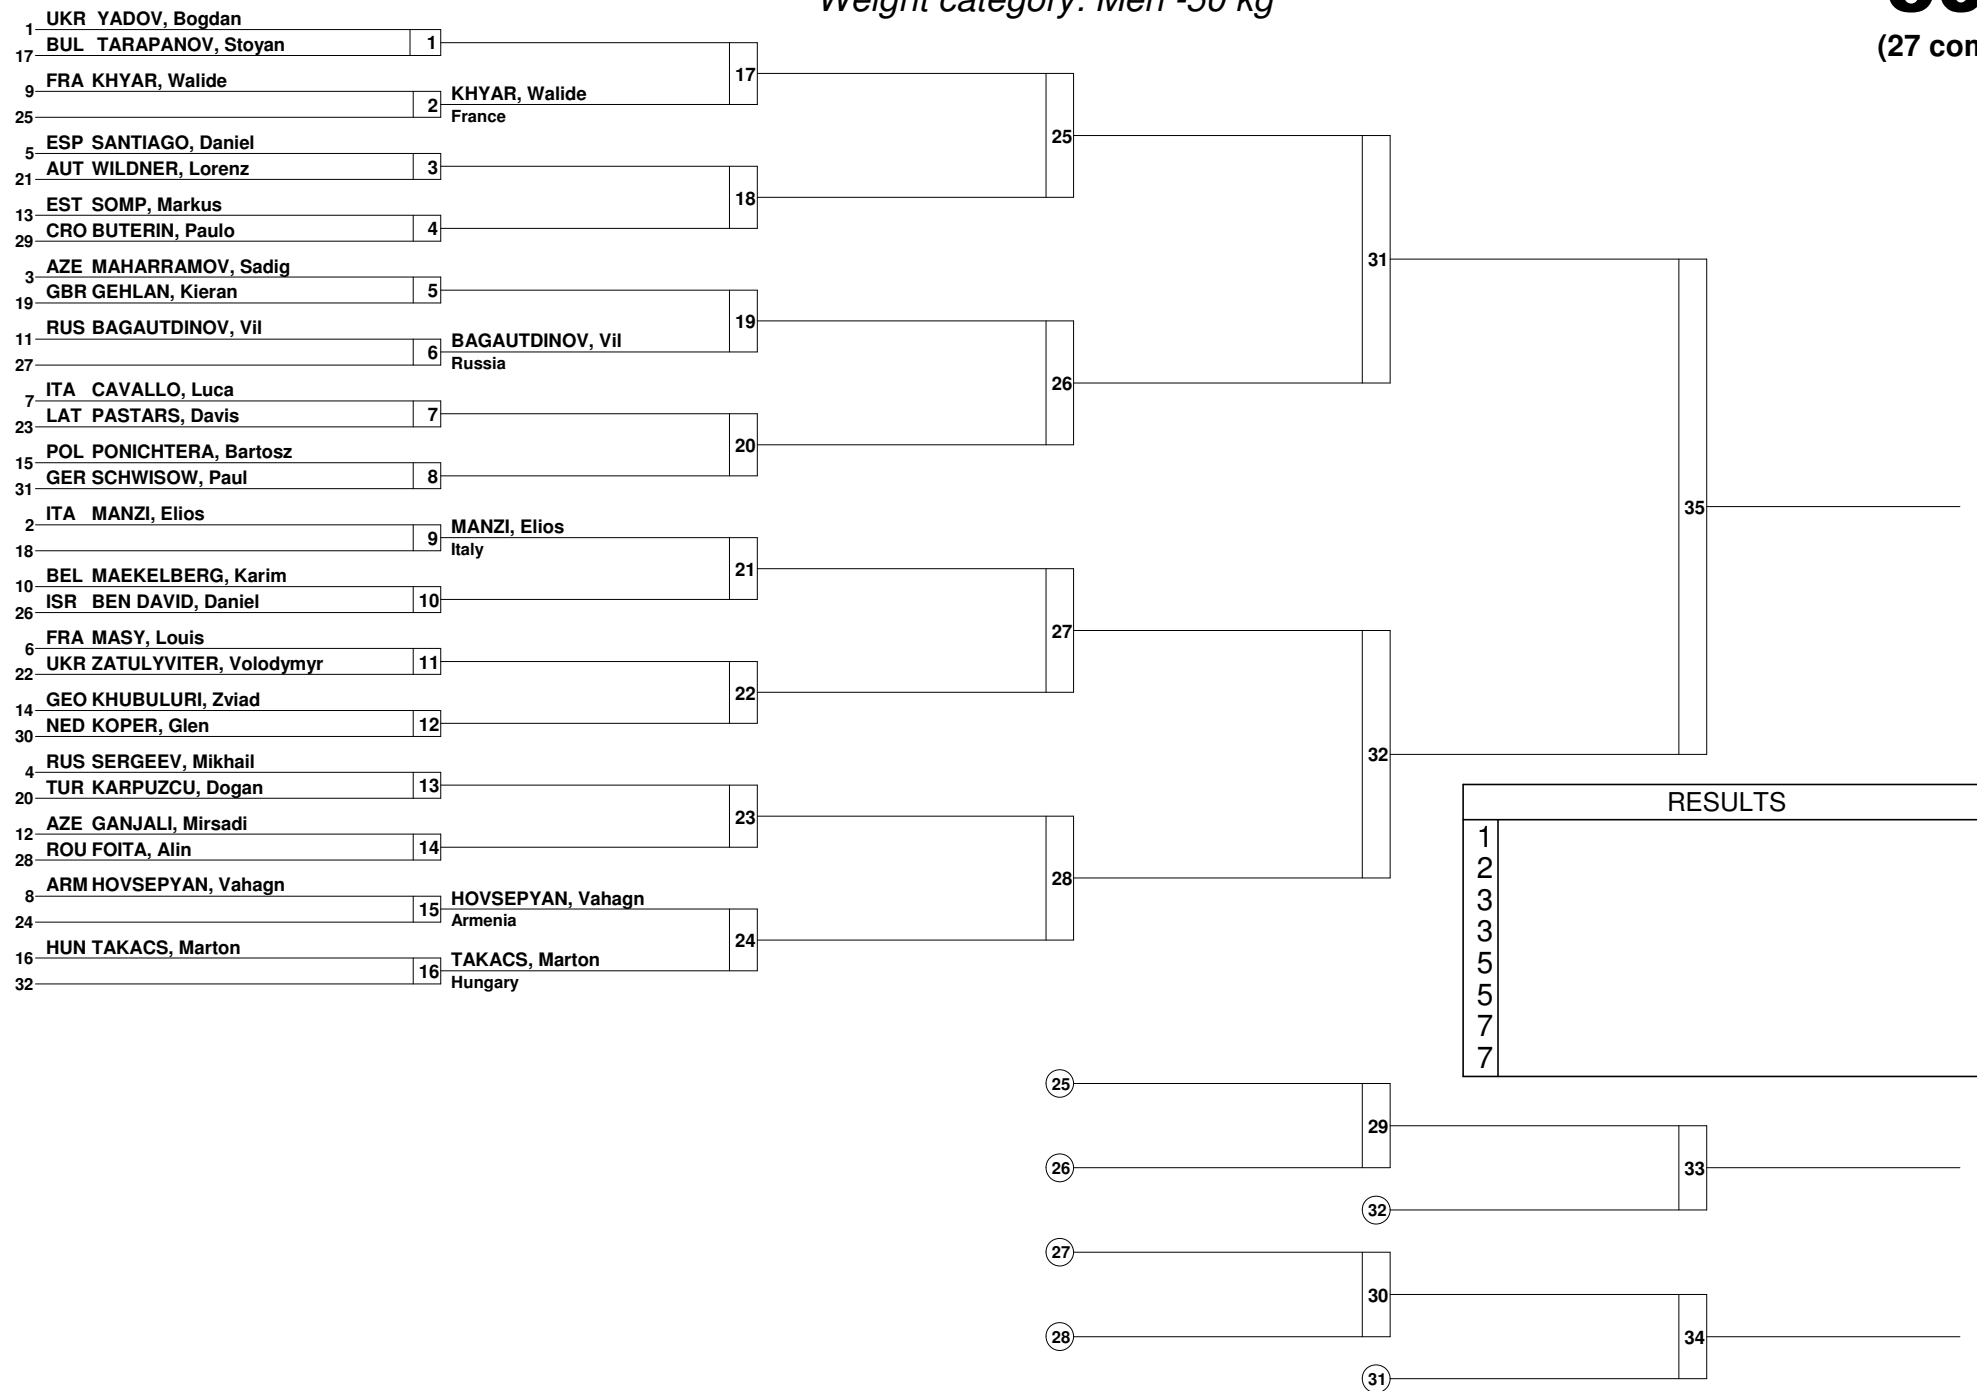 Weight category: Men -50 kg
(27 con
1 UKR YADOV, Bogdan
17 BUL TARAPANOV, Stoyan
1
9 FRA KHYAR, Walide
25
2
KHYAR, Walide
France
17
5 ESP SANTIAGO, Daniel
21 AUT WILDNER, Lorenz
3
13 EST SOMP, Markus
29 CRO BUTERIN, Paulo
4
18
25
3 AZE MAHARRAMOV, Sadig
19 GBR GEHLAN, Kieran
5
11 RUS BAGAUTDINOV, Vil
27
6
BAGAUTDINOV, Vil
Russia
19
7 ITA CAVALLO, Luca
23 LAT PASTARS, Davis
7
15 POL PONICHTERA, Bartosz
31 GER SCHWISOW, Paul
8
20
26
31
2 ITA MANZI, Elios
18
9
MANZI, Elios
Italy
10 BEL MAEKELBERG, Karim
26 ISR BEN DAVID, Daniel
10
21
6 FRA MASY, Louis
22 UKR ZATULYVITER, Volodymyr
11
14 GEO KHUBULURI, Zviad
30 NED KOPER, Glen
12
22
27
4 RUS SERGEEV, Mikhail
20 TUR KARPUZCU, Dogan
13
12 AZE GANJALI, Mirsadi
28 ROU FOITA, Alin
14
23
8 ARM HOVSEPYAN, Vahagn
24
15
HOVSEPYAN, Vahagn
Armenia
16 HUN TAKACS, Marton
32
16
TAKACS, Marton
Hungary
24
28
32
35
RESULTS
1
2
3
3
5
5
7
7
25
26
29
32
33
27
28
30
31
34